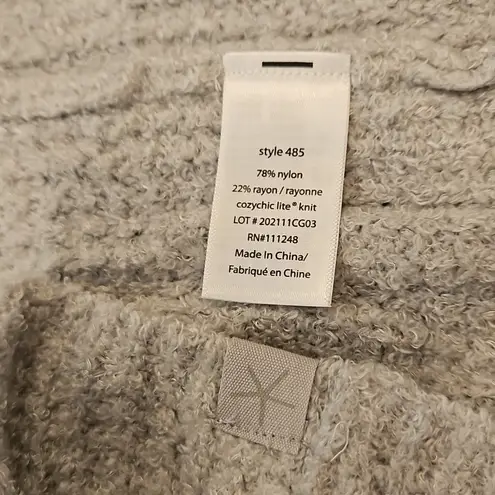 style 485
78% nylon
22% rayon / rayonne
cozychic lite® knit
LOT # 202111CG03
RN#111248
Made In China/
Fabriqué en Chine